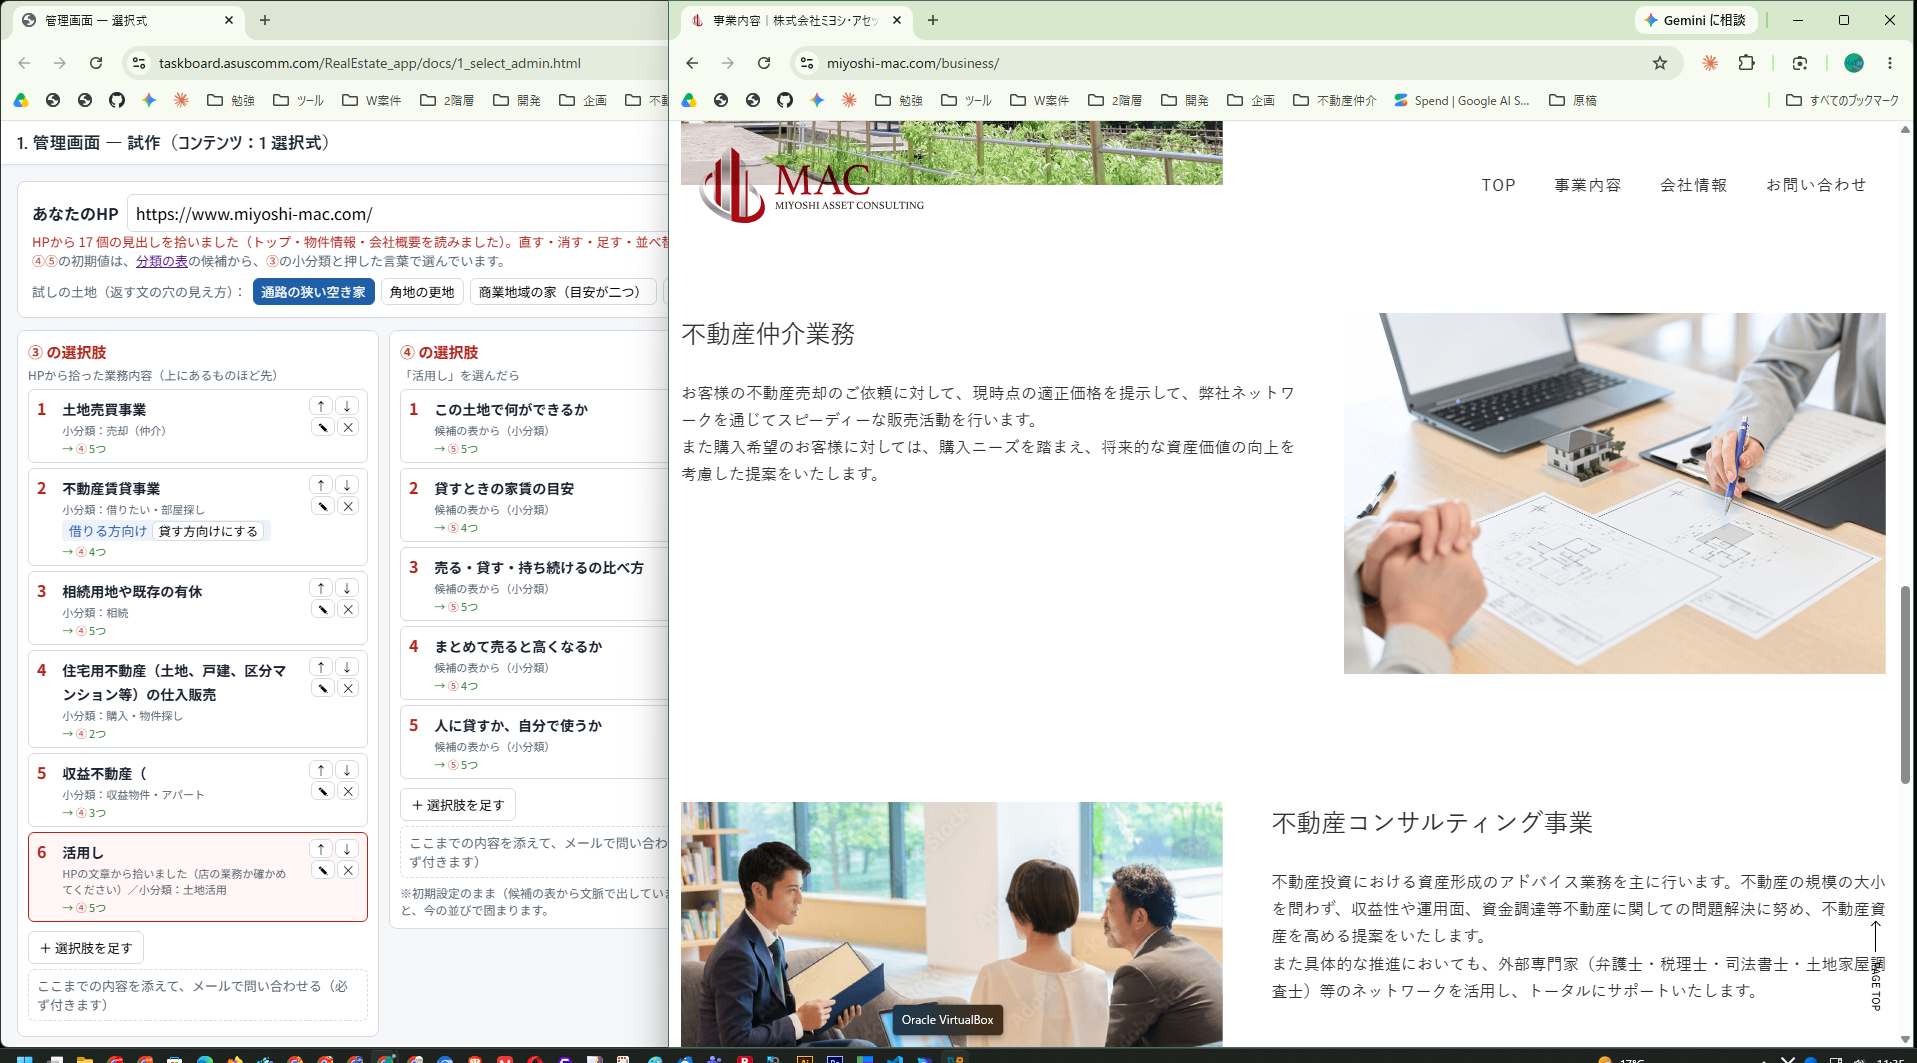 管理画面 — 選択式
taskboard.asuscomm.com/RealEstate_app/docs/1_select_admin.html
勉強
ツール
W案件
2階層
開発
企画
1. 管理画面 — 試作（コンテンツ：1 選択式）
あなたのHP
https://www.miyoshi-mac.com/
HPから 17 個の見出しを拾いました（トップ・物件情報・会社概要を読みました）。直す・消す・足す・並べ
④⑤の初期値は、分類の表の候補から、③の小分類と押した言葉で選んでいます。
試しの土地（返す文の穴の見え方）：
通路の狭い空き家
角地の更地
商業地域の家（目安が二つ）
③ の選択肢
HPから拾った業務内容（上にあるものほど先）
1 土地売買事業
小分類：売却（仲介）
→ ④ 5つ
2 不動産賃貸事業
小分類：借りたい・部屋探し
借りる方向け 貸す方向けにする
→ ④ 4つ
3 相続用地や既存の有休
小分類：相続
→ ④ 5つ
4 住宅用不動産（土地、戸建、区分マ
ンション等）の仕入販売
小分類：購入・物件探し
→ ④ 2つ
5 収益不動産（
小分類：収益物件・アパート
→ ④ 3つ
6 活用し
HPの文章から拾いました（店の業務か確かめ
てください）／小分類：土地活用
→ ④ 5つ
＋ 選択肢を足す
ここまでの内容を添えて、メールで問い合わせる（必
ず付きます）
④ の選択肢
「活用し」を選んだら
1 この土地で何ができるか
候補の表から（小分類）
→ ⑤ 5つ
2 貸すときの家賃の目安
候補の表から（小分類）
→ ⑤ 4つ
3 売る・貸す・持ち続けるの比べ方
候補の表から（小分類）
→ ⑤ 5つ
4 まとめて売ると高くなるか
候補の表から（小分類）
→ ⑤ 4つ
5 人に貸すか、自分で使うか
候補の表から（小分類）
→ ⑤ 5つ
＋ 選択肢を足す
ここまでの内容を添えて、メールで問い合わ
ず付きます）
※初期設定のまま（候補の表から文脈で出してい
と、今の並びで固まります。
事業内容｜株式会社ミヨシ・アセッ
Gemini に相談
miyoshi-mac.com/business/
勉強
ツール
W案件
2階層
開発
企画
不動産仲介
Spend | Google AI S...
原稿
すべてのブックマーク
MAC
MIYOSHI ASSET CONSULTING
TOP
事業内容
会社情報
お問い合わせ
不動産仲介業務
お客様の不動産売却のご依頼に対して、現時点の適正価格を提示して、弊社ネットワ
ークを通じてスピーディーな販売活動を行います。
また購入希望のお客様に対しては、購入ニーズを踏まえ、将来的な資産価値の向上を
考慮した提案をいたします。
不動産コンサルティング事業
不動産投資における資産形成のアドバイス業務を主に行います。不動産の規模の大小
を問わず、収益性や運用面、資金調達等不動産に関しての問題解決に努め、不動産資
産を高める提案をいたします。
また具体的な推進においても、外部専門家（弁護士・税理士・司法書士・土地家屋調
査士）等のネットワークを活用し、トータルにサポートいたします。
PAGE TOP
Oracle VirtualBox